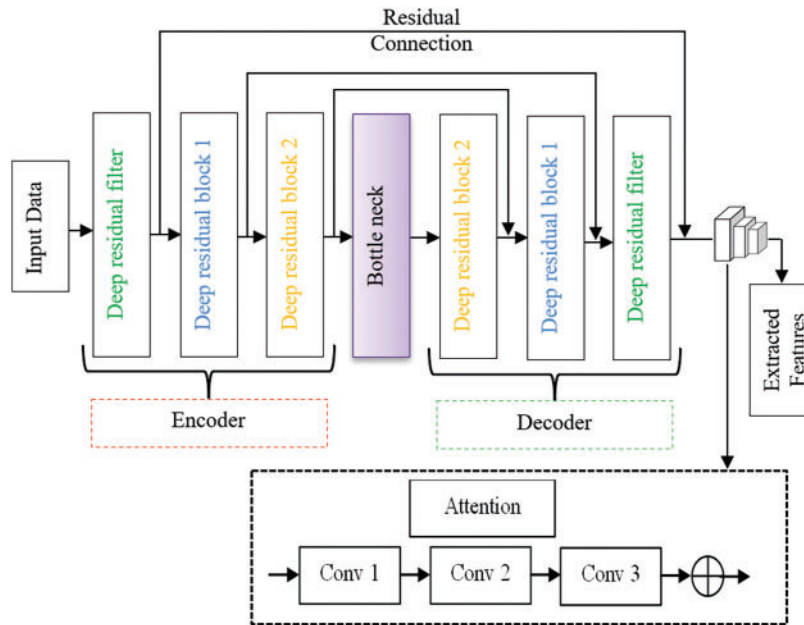 Residual
Connection
Input Data
Deep residual filter
Deep residual block 1
Deep residual block 2
Bottle neck
Deep residual block 2
Deep residual block 1
Deep residual filter
Extracted
Features
Encoder
Decoder
Attention
Conv 1
Conv 2
Conv 3